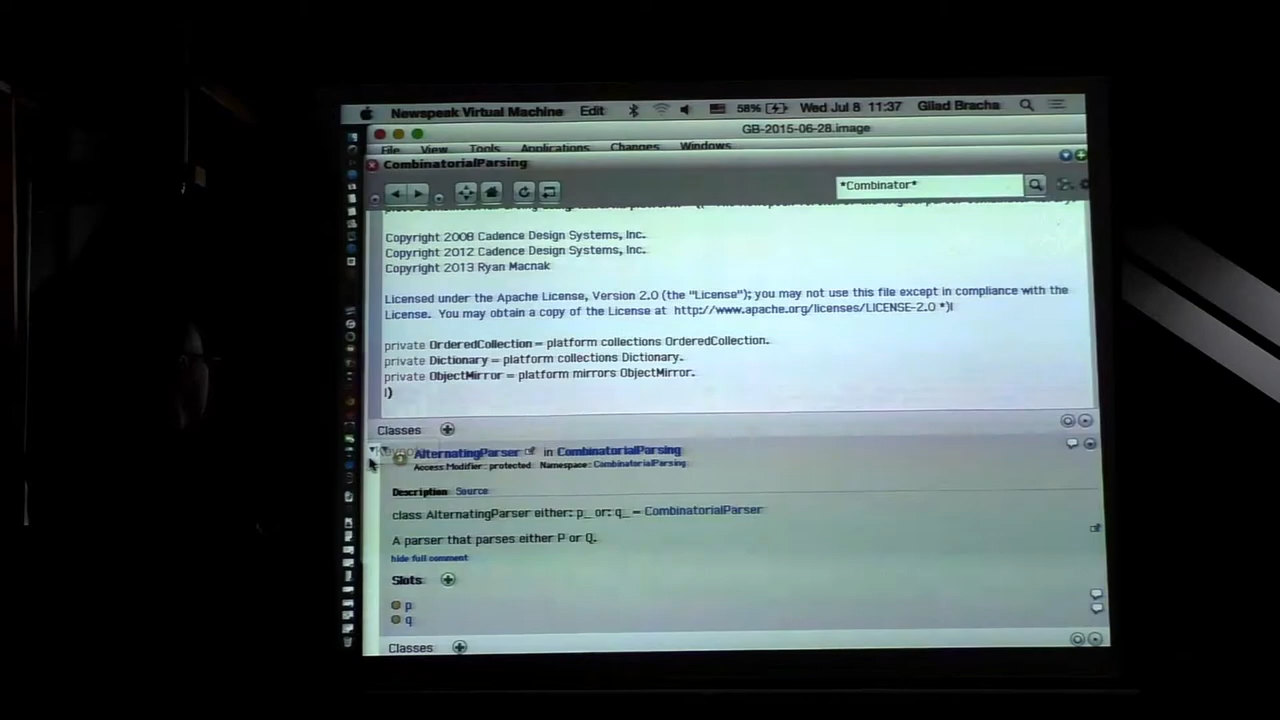 Newspeak Virtual Machine Edit 58% Wed Jul 8 11:37 Gilad Bracha
GB-2015-06-28.image
File View Tools Applications Changes Windows
CombinatorialParsing
*Combinator*
Copyright 2008 Cadence Design Systems, Inc.
Copyright 2012 Cadence Design Systems, Inc.
Copyright 2013 Ryan Macnak
Licensed under the Apache License, Version 2.0 (the "License"); you may not use this file except in compliance with the
License. You may obtain a copy of the License at http://www.apache.org/licenses/LICENSE-2.0 *)|
private OrderedCollection = platform collections OrderedCollection.
private Dictionary = platform collections Dictionary.
private ObjectMirror = platform mirrors ObjectMirror.
|)
Classes
AlternatingParser in CombinatorialParsing
Access Modifier: protected Namespace: CombinatorialParsing
Description Source
class AlternatingParser either: p_ or: q_ = CombinatorialParser
A parser that parses either P or Q.
hide full comment
Slots
p
q
Classes